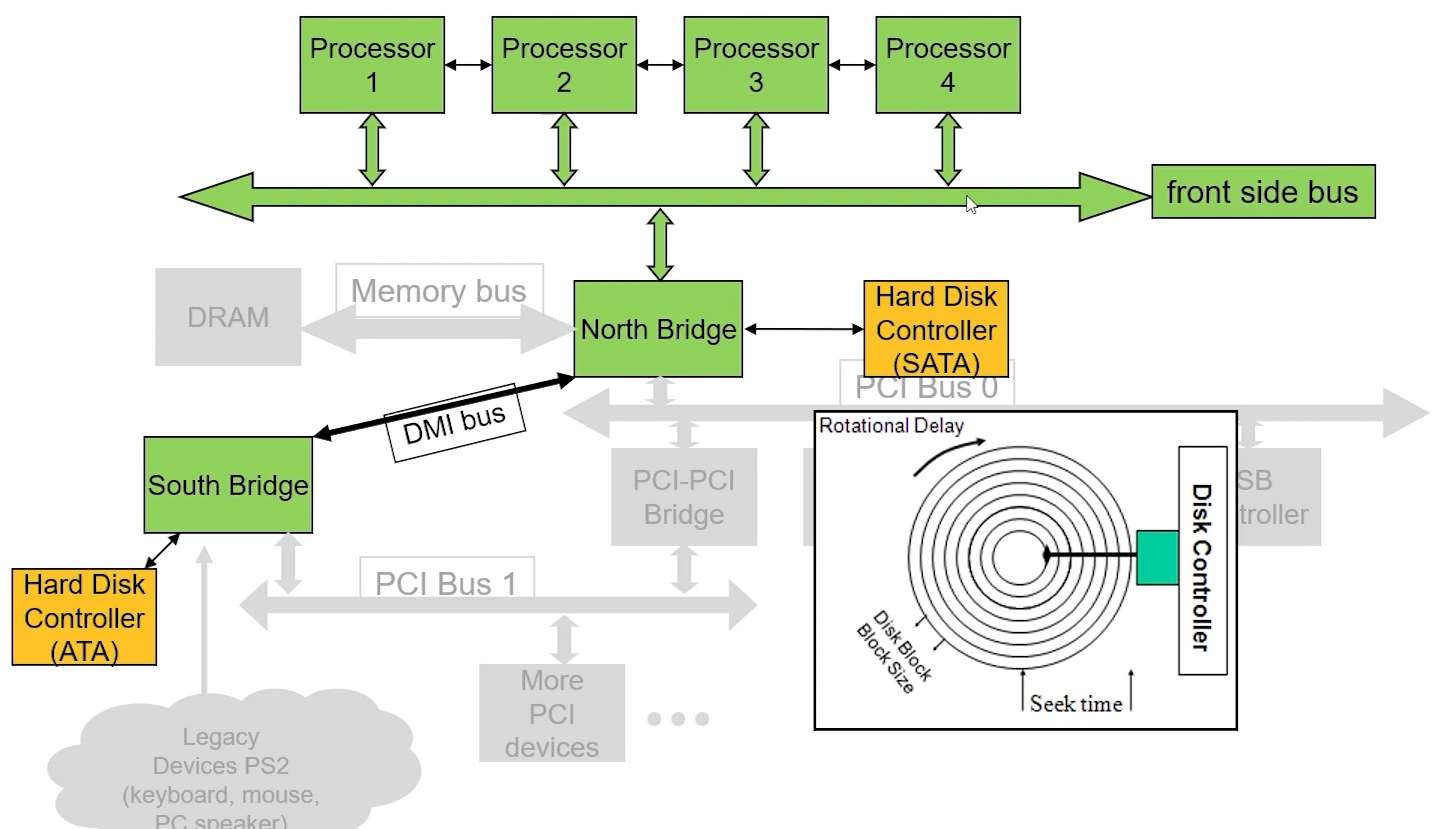 Processor
1
Processor
2
Processor
3
Processor
4
front side bus
DRAM
Memory bus
North Bridge
Hard Disk
Controller
(SATA)
PCI Bus 0
DMI bus
South Bridge
PCI-PCI
Bridge
SB
troller
Hard Disk
Controller
(ATA)
PCI Bus 1
More
PCI
devices
Legacy
Devices PS2
(keyboard, mouse,
PC speaker)
Rotational Delay
Disk Controller
Disk Block
Block Size
Seek time